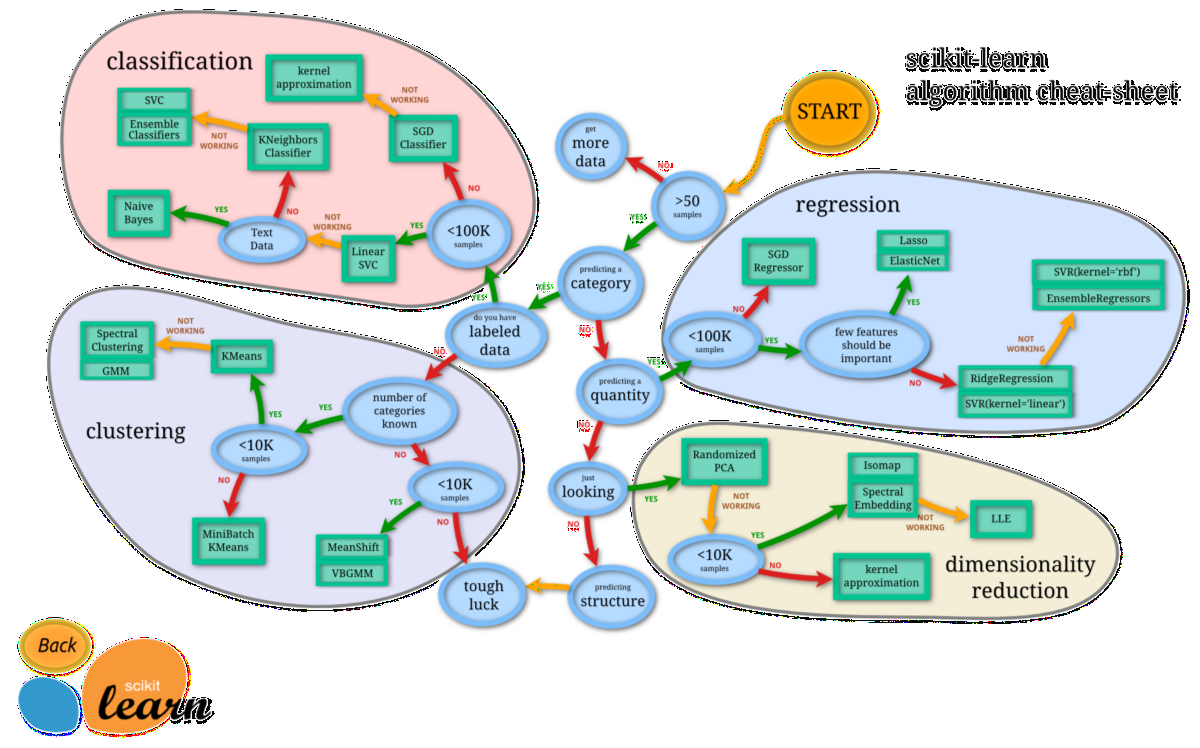 scikit-learn
algorithm cheat-sheet
START
get
more
data
NO
>50
samples
YES
predicting a
category
YES
NO
do you have
labeled
data
YES
NO
predicting a
quantity
YES
NO
just
looking
YES
NO
predicting
structure
tough
luck
classification
kernel
approximation
NOT
WORKING
SVC
Ensemble
Classifiers
NOT
WORKING
KNeighbors
Classifier
SGD
Classifier
NO
Naive
Bayes
YES
NO
Text
Data
NOT
WORKING
Linear
SVC
YES
<100K
samples
regression
SGD
Regressor
Lasso
ElasticNet
SVR(kernel='rbf')
EnsembleRegressors
NO
YES
<100K
samples
YES
few features
should be
important
NOT
WORKING
NO
RidgeRegression
SVR(kernel='linear')
clustering
Spectral
Clustering
GMM
NOT
WORKING
KMeans
YES
YES
number of
categories
known
<10K
samples
NO
NO
<10K
samples
YES
NO
MiniBatch
KMeans
MeanShift
VBGMM
Randomized
PCA
NOT
WORKING
Isomap
Spectral
Embedding
NOT
WORKING
LLE
YES
<10K
samples
NO
kernel
approximation
dimensionality
reduction
Back
scikit
learn